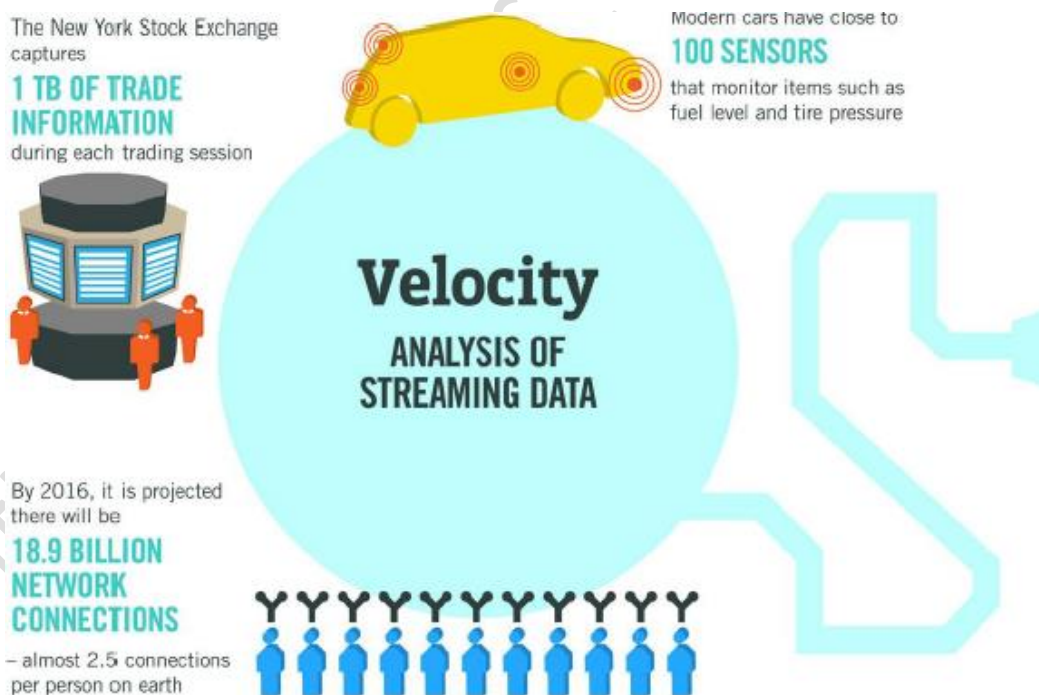 The New York Stock Exchange
captures
1 TB OF TRADE
INFORMATION
during each trading session
Modern cars have close to
100 SENSORS
that monitor items such as
fuel level and tire pressure
Velocity
ANALYSIS OF
STREAMING DATA
By 2016, it is projected
there will be
18.9 BILLION
NETWORK
CONNECTIONS
– almost 2.5 connections
per person on earth